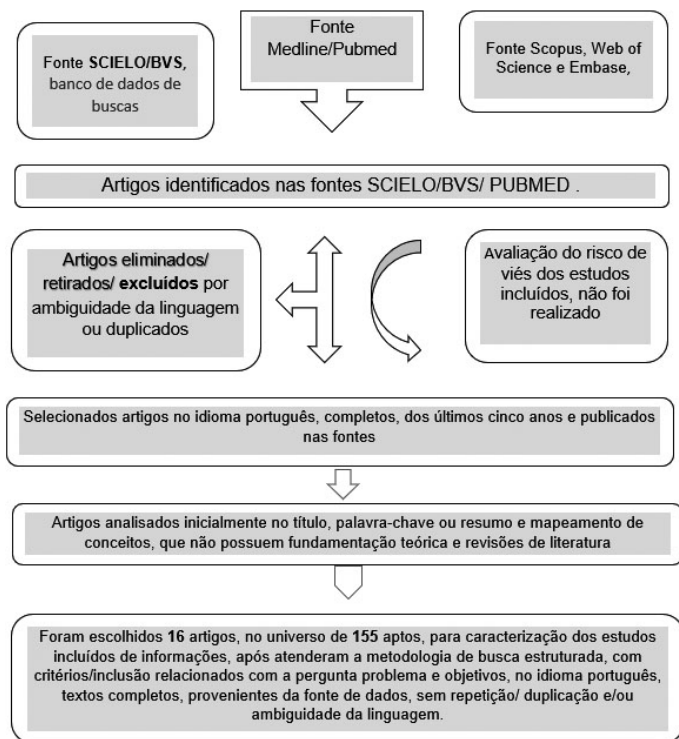 Fonte SCIELO/BVS,
banco de dados de
buscas
Fonte
Medline/Pubmed
Fonte Scopus, Web of
Science e Embase,
Artigos identificados nas fontes SCIELO/BVS/ PUBMED .
Artigos eliminados/
retirados/ excluídos por
ambiguidade da linguagem
ou duplicados
Avaliação do risco de
viés dos estudos
incluídos, não foi
realizado
Selecionados artigos no idioma português, completos, dos últimos cinco anos e publicados
nas fontes
Artigos analisados inicialmente no título, palavra-chave ou resumo e mapeamento de
conceitos, que não possuem fundamentação teórica e revisões de literatura
Foram escolhidos 16 artigos, no universo de 155 aptos, para caracterização dos estudos
incluídos de informações, após atenderam a metodologia de busca estruturada, com
critérios/inclusão relacionados com a pergunta problema e objetivos, no idioma português,
textos completos, provenientes da fonte de dados, sem repetição/ duplicação e/ou
ambiguidade da linguagem.